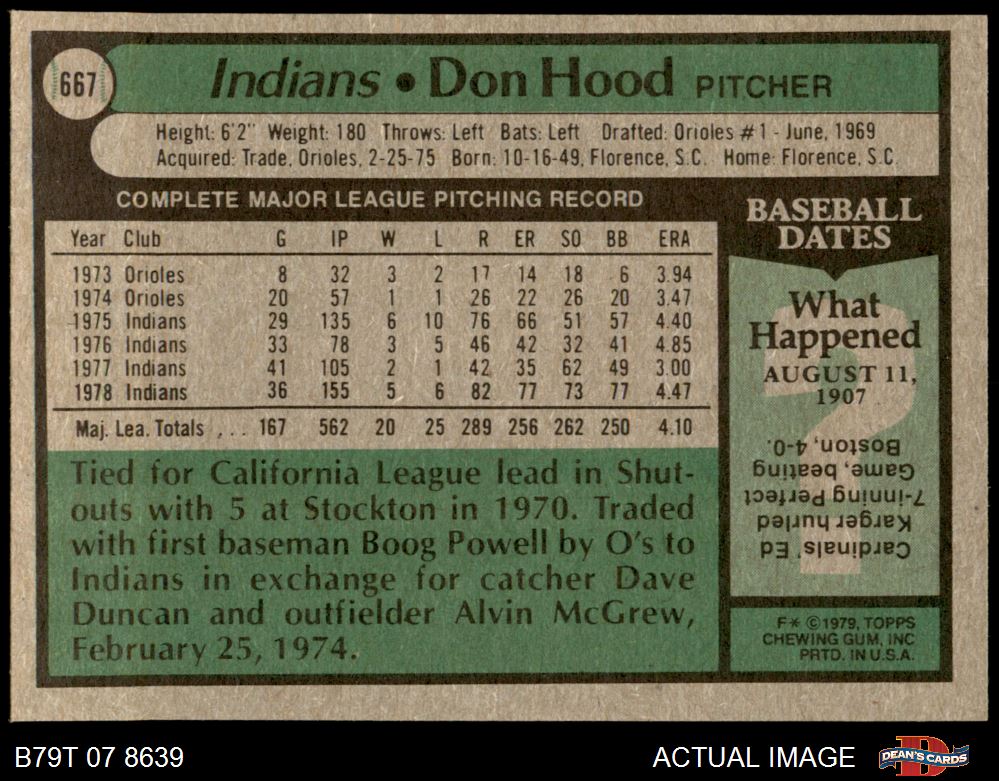 667
Indians • Don Hood PITCHER
Height: 6'2" Weight: 180 Throws: Left Bats: Left Drafted: Orioles #1 - June, 1969
Acquired: Trade, Orioles, 2-25-75 Born: 10-16-49, Florence, S.C. Home: Florence, S.C.
COMPLETE MAJOR LEAGUE PITCHING RECORD
Year Club G IP W L R ER SO BB ERA
1973 Orioles 8 32 3 2 17 14 18 6 3.94
1974 Orioles 20 57 1 1 26 22 26 20 3.47
1975 Indians 29 135 6 10 76 66 51 57 4.40
1976 Indians 33 78 3 5 46 42 32 41 4.85
1977 Indians 41 105 2 1 42 35 62 49 3.00
1978 Indians 36 155 5 6 82 77 73 77 4.47
Maj. Lea. Totals ... 167 562 20 25 289 256 262 250 4.10
Tied for California League lead in Shut-
outs with 5 at Stockton in 1970. Traded
with first baseman Boog Powell by O's to
Indians in exchange for catcher Dave
Duncan and outfielder Alvin McGrew,
February 25, 1974.
BASEBALL
DATES
What
Happened
AUGUST 11,
1907
?
Cardinals' Ed
Karger hurled
7-inning Perfect
Game, beating
Boston, 4-0.
F* ©1979, TOPPS
CHEWING GUM, INC
PRTD. IN U.S.A.
B79T 07 8639
ACTUAL IMAGE
D
DEAN'S CARDS